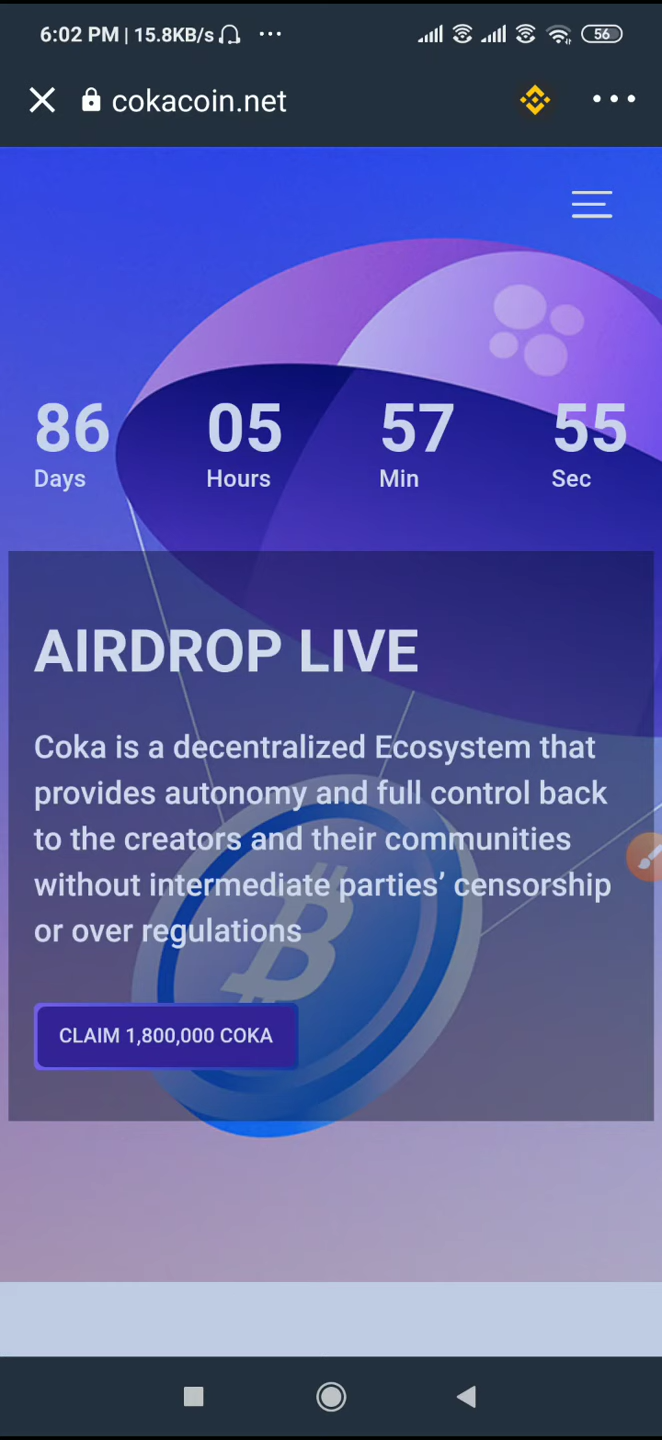 6:02 PM | 15.8KB/s ··· 56
cokacoin.net
86 05 57 55
Days Hours Min Sec
AIRDROP LIVE
Coka is a decentralized Ecosystem that
provides autonomy and full control back
to the creators and their communities
without intermediate parties’ censorship
or over regulations
CLAIM 1,800,000 COKA